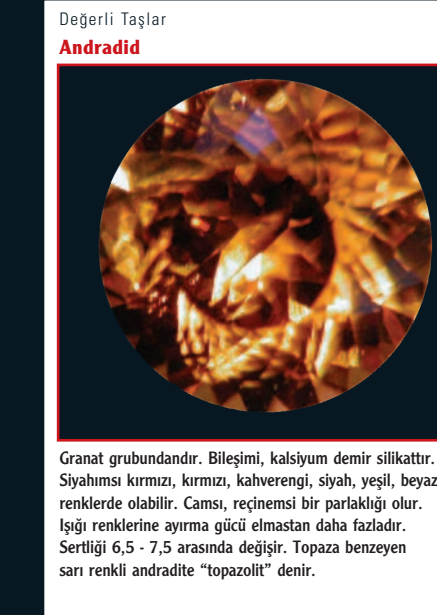 Değerli Taşlar
Andradid
Granat grubundandır. Bileşimi, kalsiyum demir silikattır.
Siyahımsı kırmızı, kırmızı, kahverengi, siyah, yeşil, beyaz
renklerde olabilir. Camsı, reçinemsi bir parlaklığı olur.
Işığı renklerine ayırma gücü elmastan daha fazladır.
Sertliği 6,5 - 7,5 arasında değişir. Topaza benzeyen
sarı renkli andradite “topazolit” denir.